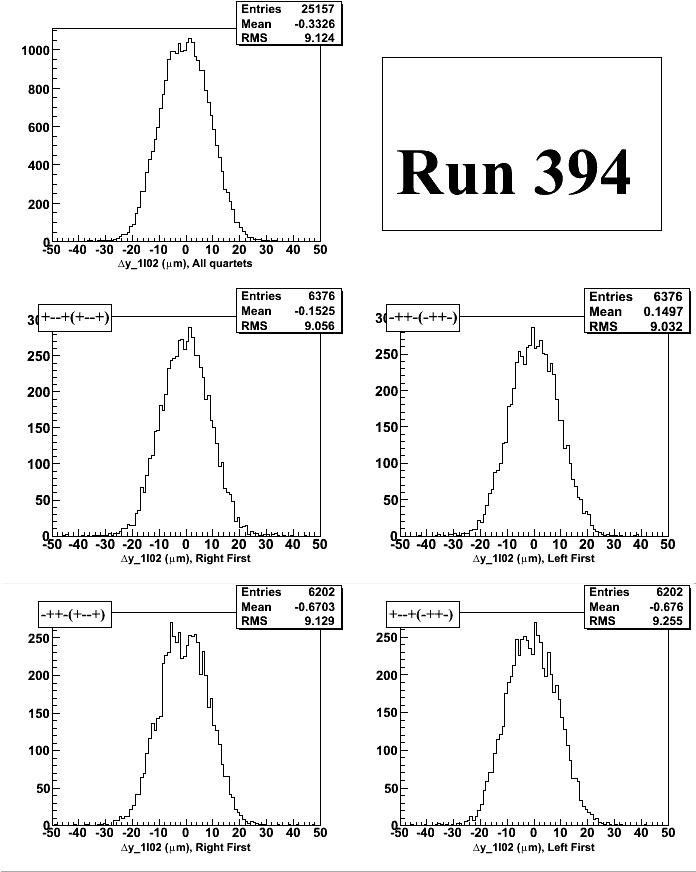 Entries 25157
Mean -0.3326
RMS 9.124
1000
800
600
400
200
0
-50 -40 -30 -20 -10 0 10 20 30 40 50
Δy_1I02 (μm), All quartets
Run 394
Entries 6376
Mean -0.1525
RMS 9.056
30
+--+(+--+)
250
200
150
100
50
0
-50 -40 -30 -20 -10 0 10 20 30 40 50
Δy_1I02 (μm), Right First
Entries 6376
Mean 0.1497
RMS 9.032
30
-++-(-++-)
250
200
150
100
50
0
-50 -40 -30 -20 -10 0 10 20 30 40 50
Δy_1I02 (μm), Left First
Entries 6202
Mean -0.6703
RMS 9.129
-++-(+--+)
250
200
150
100
50
0
-50 -40 -30 -20 -10 0 10 20 30 40 50
Δy_1I02 (μm), Right First
Entries 6202
Mean -0.676
RMS 9.255
+--+(-++-)
250
200
150
100
50
0
-50 -40 -30 -20 -10 0 10 20 30 40 50
Δy_1I02 (μm), Left First